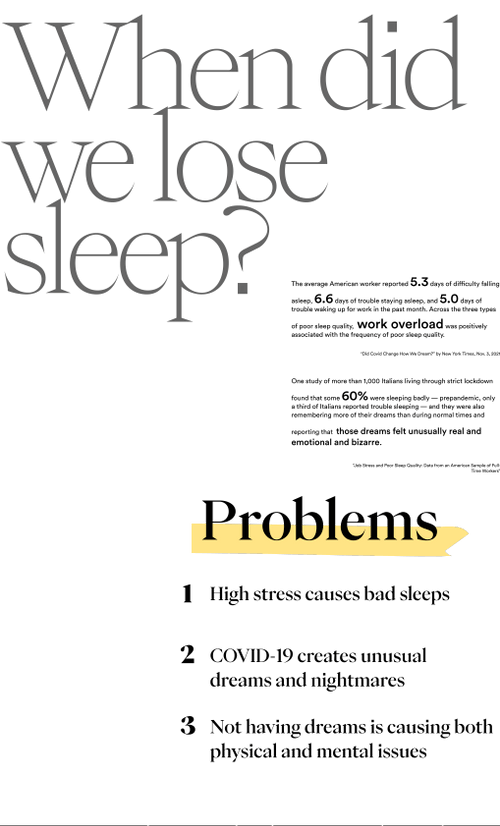 When did
we lose
sleep?
The average American worker reported 5.3 days of difficulty falling
asleep, 6.6 days of trouble staying asleep, and 5.0 days of
trouble waking up for work in the past month. Across the three types
of poor sleep quality, work overload was positively
associated with the frequency of poor sleep quality.
"Did Covid Change How We Dream?" by New York Times, Nov. 3, 2021
One study of more than 1,000 Italians living through strict lockdown
found that some 60% were sleeping badly — prepandemic, only
a third of Italians reported trouble sleeping — and they were also
remembering more of their dreams than during normal times and
reporting that those dreams felt unusually real and
emotional and bizarre.
"Job Stress and Poor Sleep Quality: Data from an American Sample of Full-
Time Workers"
Problems
1 High stress causes bad sleeps
2 COVID-19 creates unusual
dreams and nightmares
3 Not having dreams is causing both
physical and mental issues